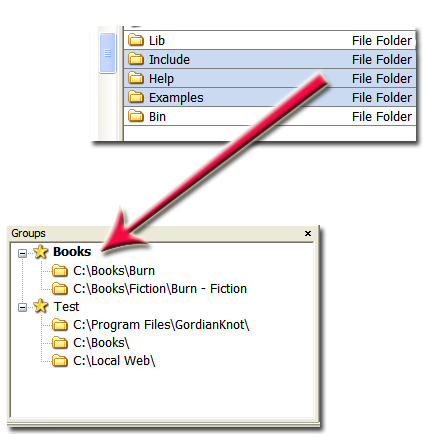 Lib File Folder
Include File Folder
Help File Folder
Examples File Folder
Bin File Folder
Groups
Books
C:\Books\Burn
C:\Books\Fiction\Burn - Fiction
Test
C:\Program Files\GordianKnot\
C:\Books\
C:\Local Web\